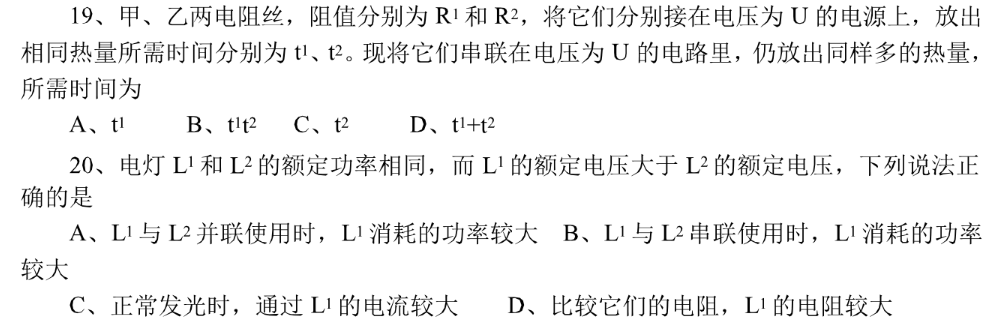 19、甲、乙两电阻丝，阻值分别为 R¹ 和 R²，将它们分别接在电压为 U 的电源上，放出
相同热量所需时间分别为 t¹、t²。现将它们串联在电压为 U 的电路里，仍放出同样多的热量，
所需时间为
A、t¹ B、t¹t² C、t² D、t¹+t²
20、电灯 L¹ 和 L² 的额定功率相同，而 L¹ 的额定电压大于 L² 的额定电压，下列说法正
确的是
A、L¹ 与 L² 并联使用时，L¹ 消耗的功率较大 B、L¹ 与 L² 串联使用时，L¹ 消耗的功率
较大
C、正常发光时，通过 L¹ 的电流较大 D、比较它们的电阻，L¹ 的电阻较大